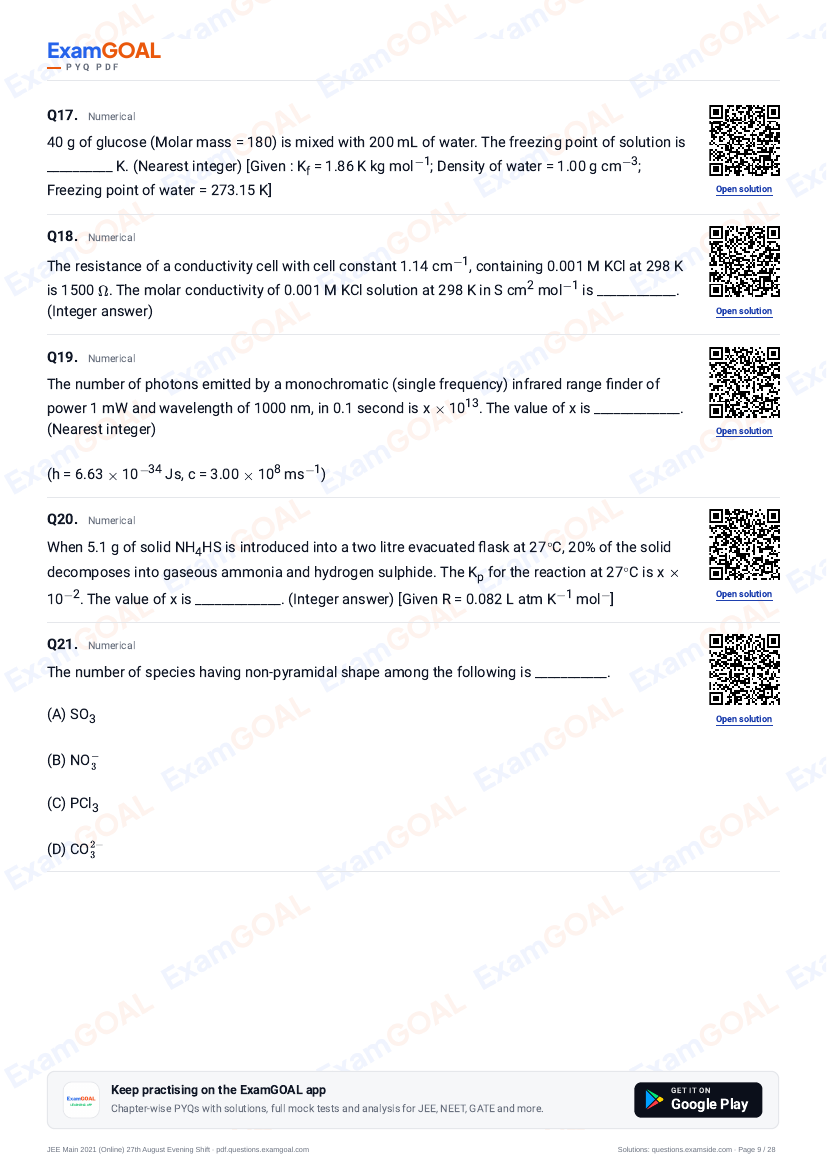 ExamGOAL
PYQ PDF
Q17. Numerical
40 g of glucose (Molar mass = 180) is mixed with 200 mL of water. The freezing point of solution is
__________ K. (Nearest integer) [Given : K_f = 1.86 K kg mol⁻¹; Density of water = 1.00 g cm⁻³;
Freezing point of water = 273.15 K]
Open solution
Q18. Numerical
The resistance of a conductivity cell with cell constant 1.14 cm⁻¹, containing 0.001 M KCl at 298 K
is 1500 Ω. The molar conductivity of 0.001 M KCl solution at 298 K in S cm² mol⁻¹ is ____________.
(Integer answer)
Open solution
Q19. Numerical
The number of photons emitted by a monochromatic (single frequency) infrared range finder of
power 1 mW and wavelength of 1000 nm, in 0.1 second is x × 10¹³. The value of x is _____________.
(Nearest integer)
(h = 6.63 × 10⁻³⁴ Js, c = 3.00 × 10⁸ ms⁻¹)
Open solution
Q20. Numerical
When 5.1 g of solid NH₄HS is introduced into a two litre evacuated flask at 27°C, 20% of the solid
decomposes into gaseous ammonia and hydrogen sulphide. The Kₚ for the reaction at 27°C is x ×
10⁻². The value of x is _____________. (Integer answer) [Given R = 0.082 L atm K⁻¹ mol⁻]
Open solution
Q21. Numerical
The number of species having non-pyramidal shape among the following is ___________.
(A) SO₃
(B) NO₃⁻
(C) PCl₃
(D) CO₃²⁻
Open solution
Keep practising on the ExamGOAL app
Chapter-wise PYQs with solutions, full mock tests and analysis for JEE, NEET, GATE and more.
GET IT ON
Google Play
JEE Main 2021 (Online) 27th August Evening Shift · pdf.questions.examgoal.com
Solutions: questions.examside.com · Page 9 / 28